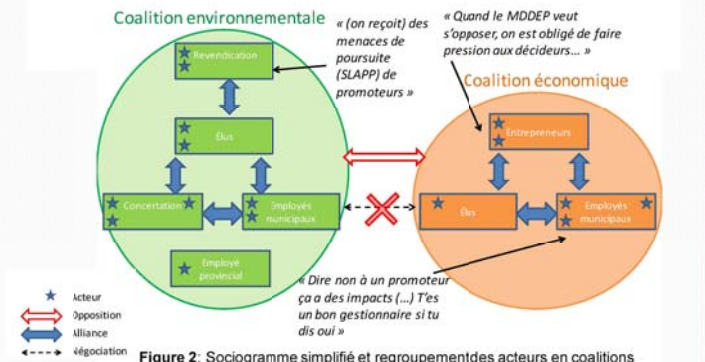 Coalition environnementale
« (on reçoit) des
menaces de
poursuite
(SLAPP) de
promoteurs »
« Quand le MDDEP veut
s'opposer, on est obligé de faire
pression aux décideurs... »
Coalition économique
Revendication
Élus
Concertation
Employés
municipaux
Employé
provincial
Entrepreneurs
Élus
Employés
municipaux
« Dire non à un promoteur
ça a des impacts (...) T'es
un bon gestionnaire si tu
dis oui »
Acteur
Opposition
Alliance
Négociation
Figure 2: Sociogramme simplifié et regroupementdes acteurs en coalitions